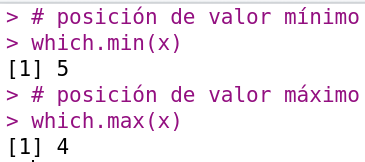 > # posición de valor mínimo
> which.min(x)
[1] 5
> # posición de valor máximo
> which.max(x)
[1] 4